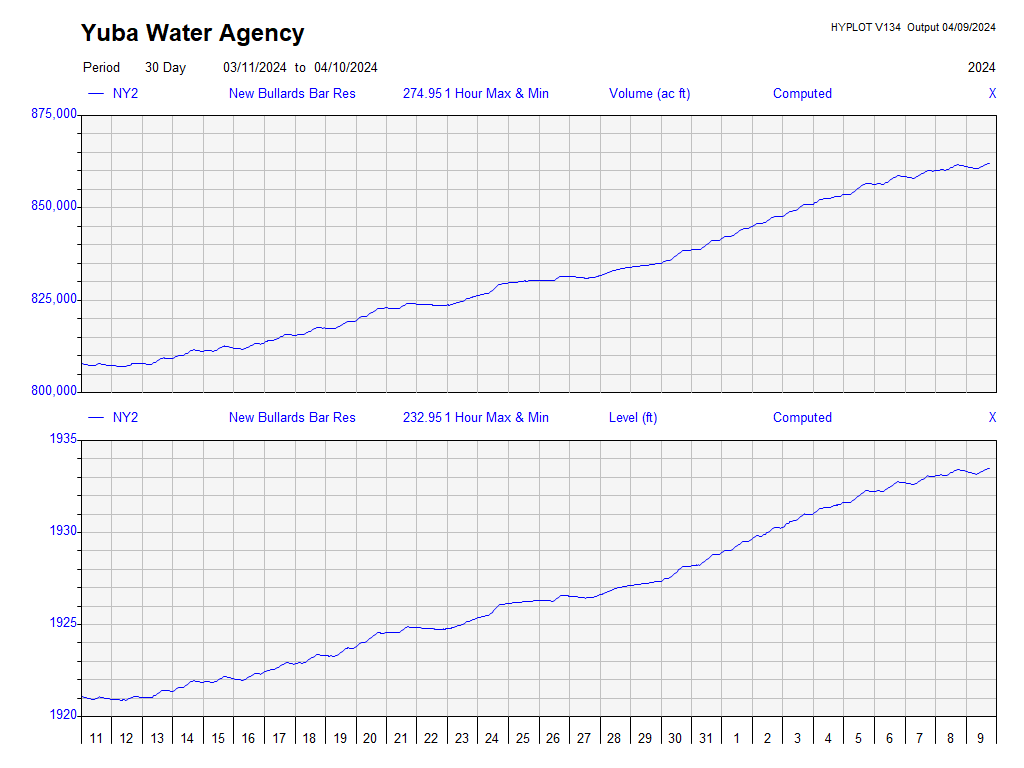 Yuba Water Agency
HYPLOT V134 Output 04/09/2024
Period 30 Day 03/11/2024 to 04/10/2024 2024
NY2 New Bullards Bar Res 274.95 1 Hour Max & Min Volume (ac ft) Computed X
875,000
850,000
825,000
800,000
NY2 New Bullards Bar Res 232.95 1 Hour Max & Min Level (ft) Computed X
1935
1930
1925
1920
11 12 13 14 15 16 17 18 19 20 21 22 23 24 25 26 27 28 29 30 31 1 2 3 4 5 6 7 8 9